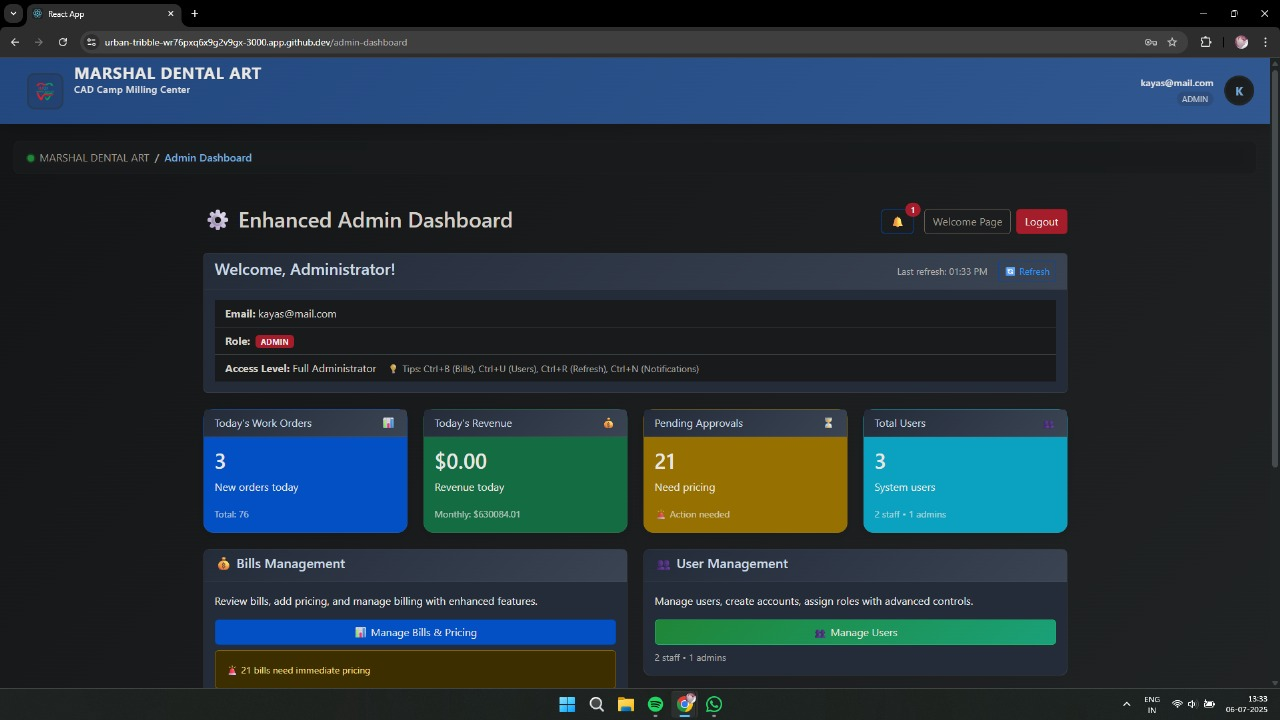 React App
urban-tribble-wr76pxq6x9g2v9gx-3000.app.github.dev/admin-dashboard
MARSHAL DENTAL ART
CAD Camp Milling Center
kayas@mail.com
ADMIN
K
MARSHAL DENTAL ART / Admin Dashboard
Enhanced Admin Dashboard
1
Welcome Page
Logout
Welcome, Administrator!
Last refresh: 01:33 PM
Refresh
Email: kayas@mail.com
Role: ADMIN
Access Level: Full Administrator
Tips: Ctrl+B (Bills), Ctrl+U (Users), Ctrl+R (Refresh), Ctrl+N (Notifications)
Today's Work Orders
3
New orders today
Total: 76
Today's Revenue
$0.00
Revenue today
Monthly: $630084.01
Pending Approvals
21
Need pricing
Action needed
Total Users
3
System users
2 staff • 1 admins
Bills Management
Review bills, add pricing, and manage billing with enhanced features.
Manage Bills & Pricing
21 bills need immediate pricing
User Management
Manage users, create accounts, assign roles with advanced controls.
Manage Users
2 staff • 1 admins
ENG
IN
13:33
06-07-2025